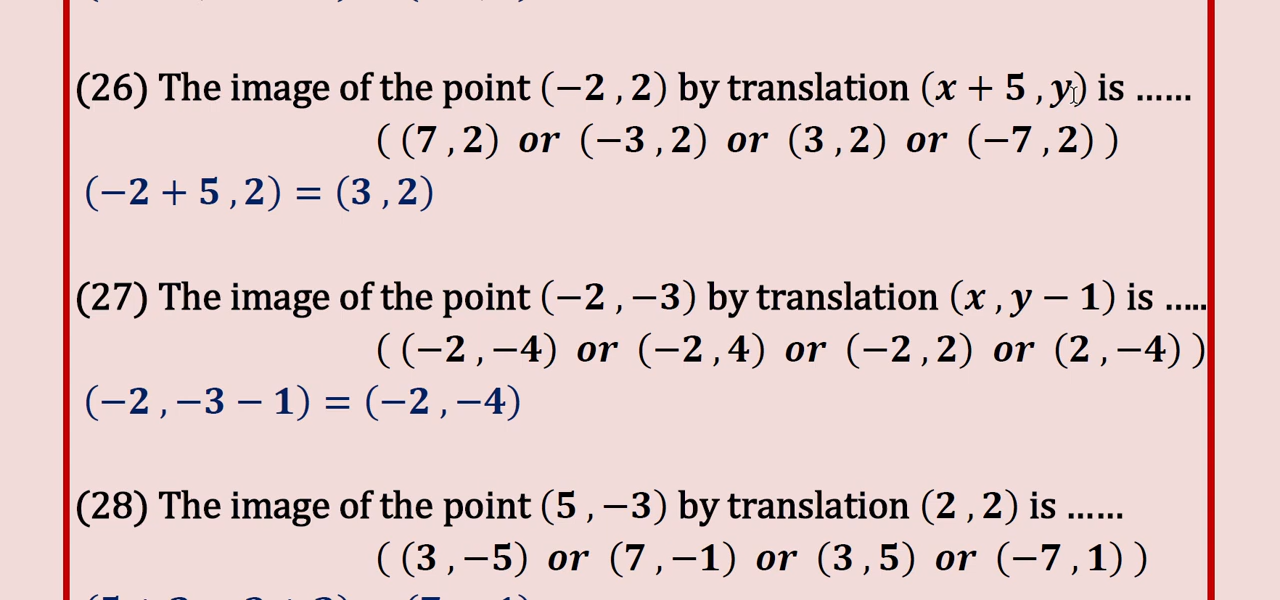 (26) The image of the point (−2 , 2) by translation (x + 5 , y) is ......
( (7 , 2) or (−3 , 2) or (3 , 2) or (−7 , 2) )
(−2 + 5 , 2) = (3 , 2)
(27) The image of the point (−2 , −3) by translation (x , y − 1) is .....
( (−2 , −4) or (−2 , 4) or (−2 , 2) or (2 , −4) )
(−2 , −3 − 1) = (−2 , −4)
(28) The image of the point (5 , −3) by translation (2 , 2) is ......
( (3 , −5) or (7 , −1) or (3 , 5) or (−7 , 1) )